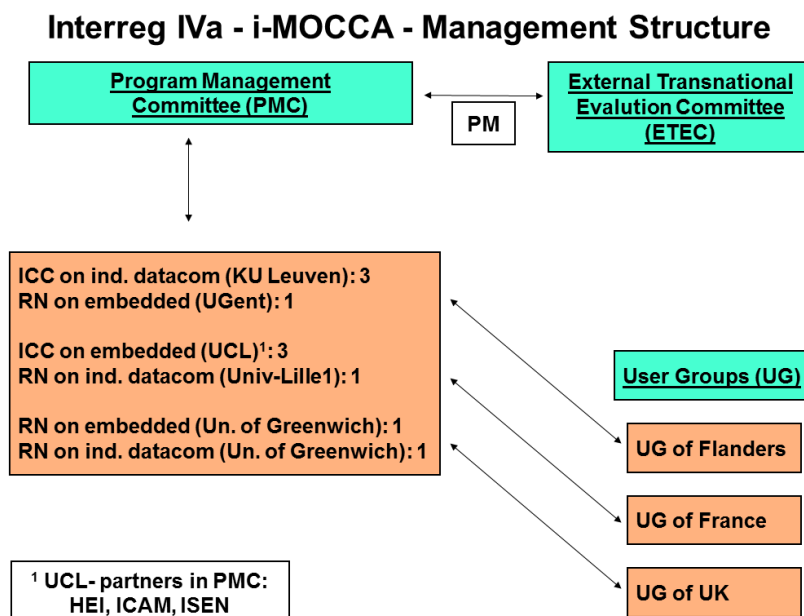 Interreg IVa - i-MOCCA - Management Structure
Program Management
Committee (PMC)
External Transnational
Evalution Committee
(ETEC)
PM
ICC on ind. datacom (KU Leuven): 3
RN on embedded (UGent): 1
ICC on embedded (UCL)¹: 3
RN on ind. datacom (Univ-Lille1): 1
RN on embedded (Un. of Greenwich): 1
RN on ind. datacom (Un. of Greenwich): 1
User Groups (UG)
UG of Flanders
UG of France
UG of UK
¹ UCL- partners in PMC:
HEI, ICAM, ISEN